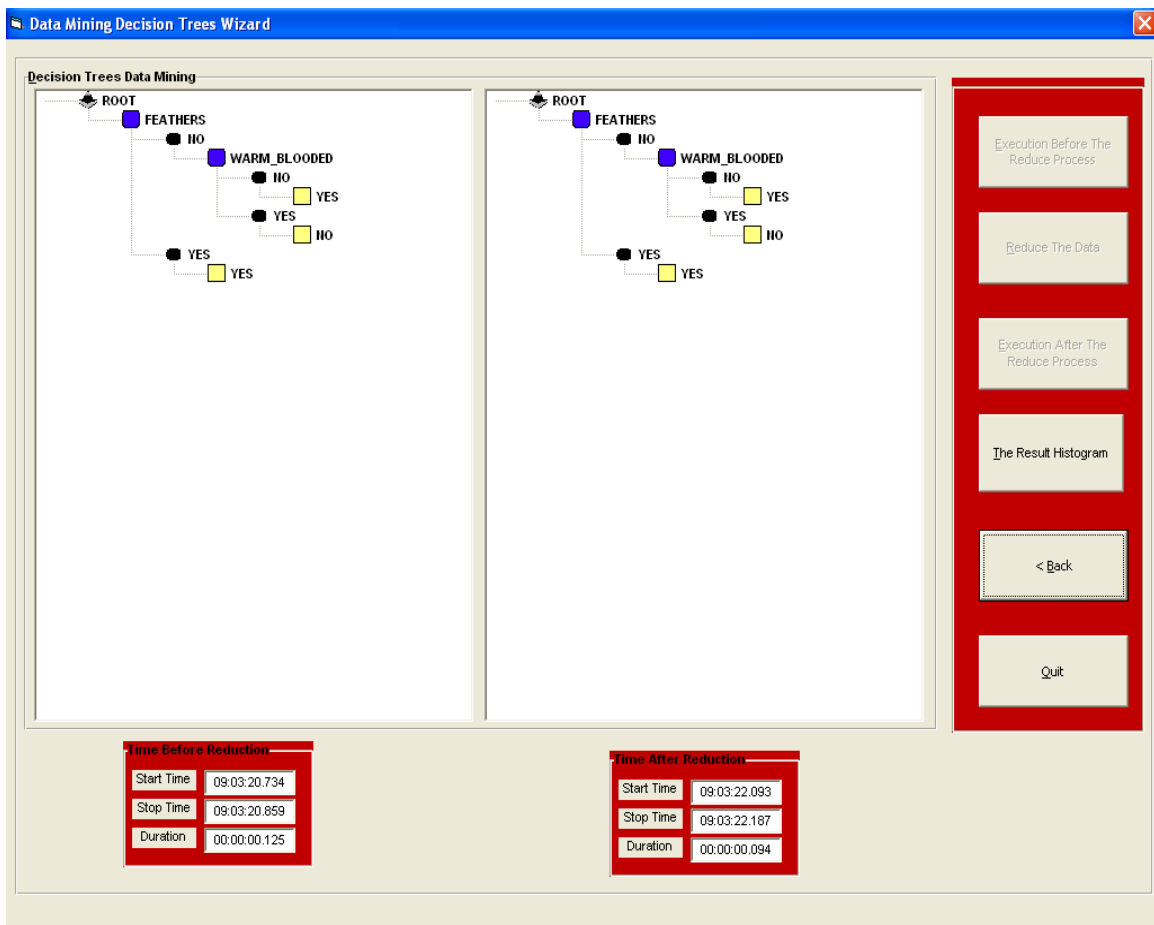 Data Mining Decision Trees Wizard
Decision Trees Data Mining
ROOT
FEATHERS
NO
WARM_BLOODED
NO
YES
YES
NO
YES
YES
ROOT
FEATHERS
NO
WARM_BLOODED
NO
YES
YES
NO
YES
YES
Execution Before The
Reduce Process
Reduce The Data
Execution After The
Reduce Process
The Result Histogram
< Back
Quit
Time Before Reduction
Start Time 09:03:20.734
Stop Time 09:03:20.859
Duration 00:00:00.125
Time After Reduction
Start Time 09:03:22.093
Stop Time 09:03:22.187
Duration 00:00:00.094